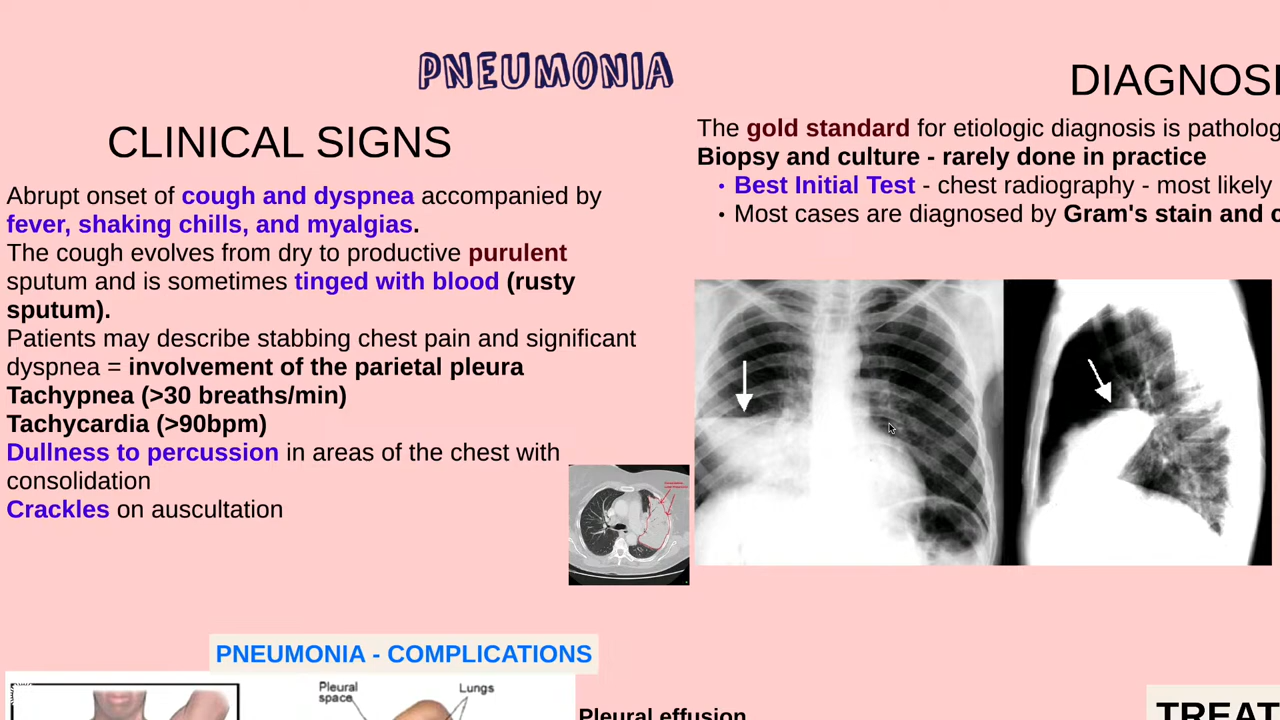 PNEUMONIA
CLINICAL SIGNS
Abrupt onset of cough and dyspnea accompanied by
fever, shaking chills, and myalgias.
The cough evolves from dry to productive purulent
sputum and is sometimes tinged with blood (rusty
sputum).
Patients may describe stabbing chest pain and significant
dyspnea = involvement of the parietal pleura
Tachypnea (>30 breaths/min)
Tachycardia (>90bpm)
Dullness to percussion in areas of the chest with
consolidation
Crackles on auscultation
DIAGNOSI
The gold standard for etiologic diagnosis is patholog
Biopsy and culture - rarely done in practice
• Best Initial Test - chest radiography - most likely
• Most cases are diagnosed by Gram's stain and c
PNEUMONIA - COMPLICATIONS
Pleural
space
Lungs
Pleural effusion
TREAT